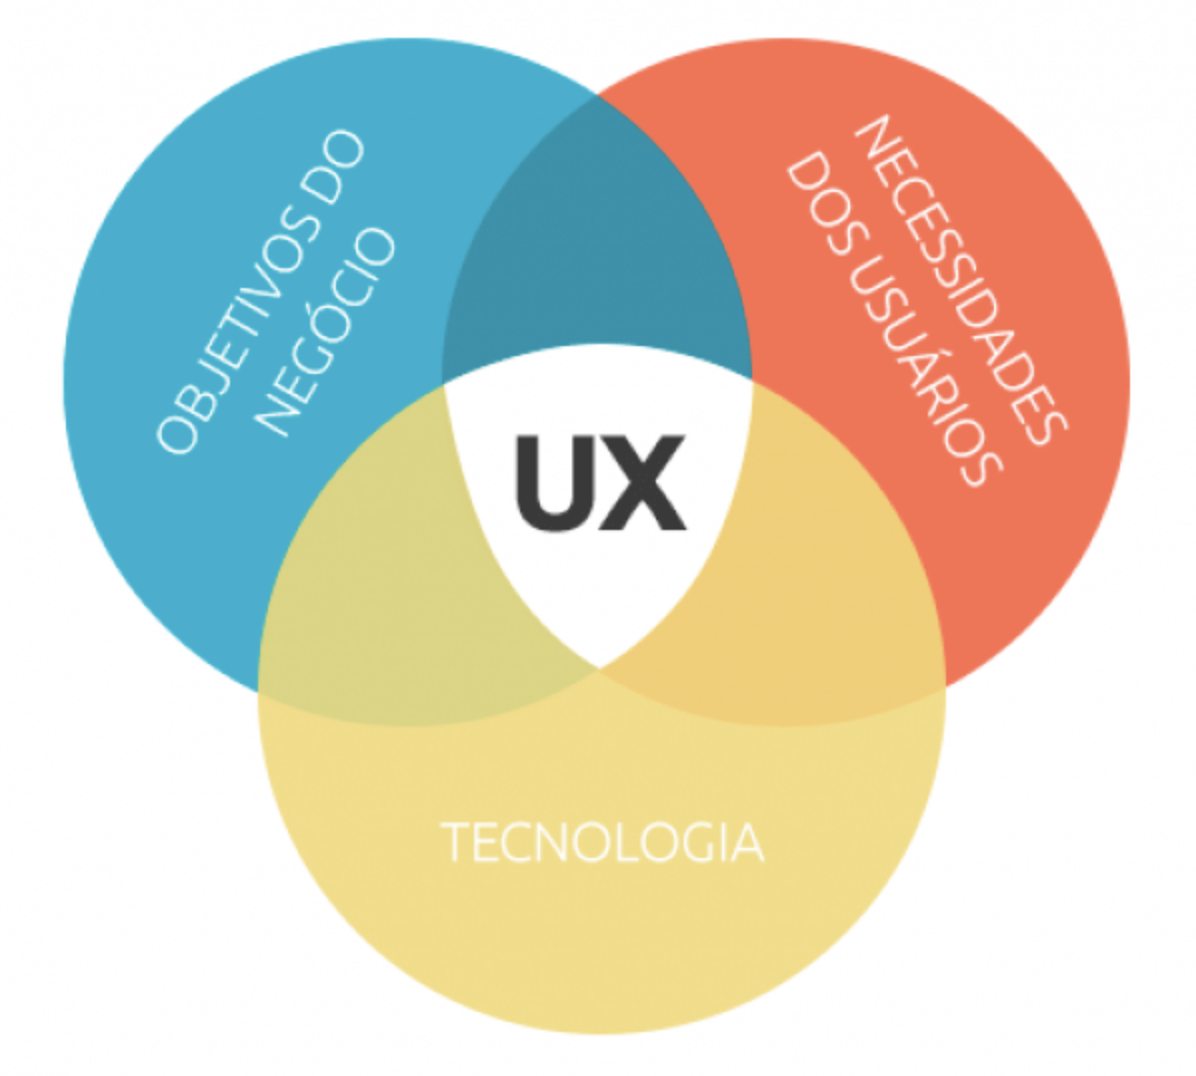 OBJETIVOS DO
NEGÓCIO
NECESSIDADES
DOS USUÁRIOS
UX
TECNOLOGIA